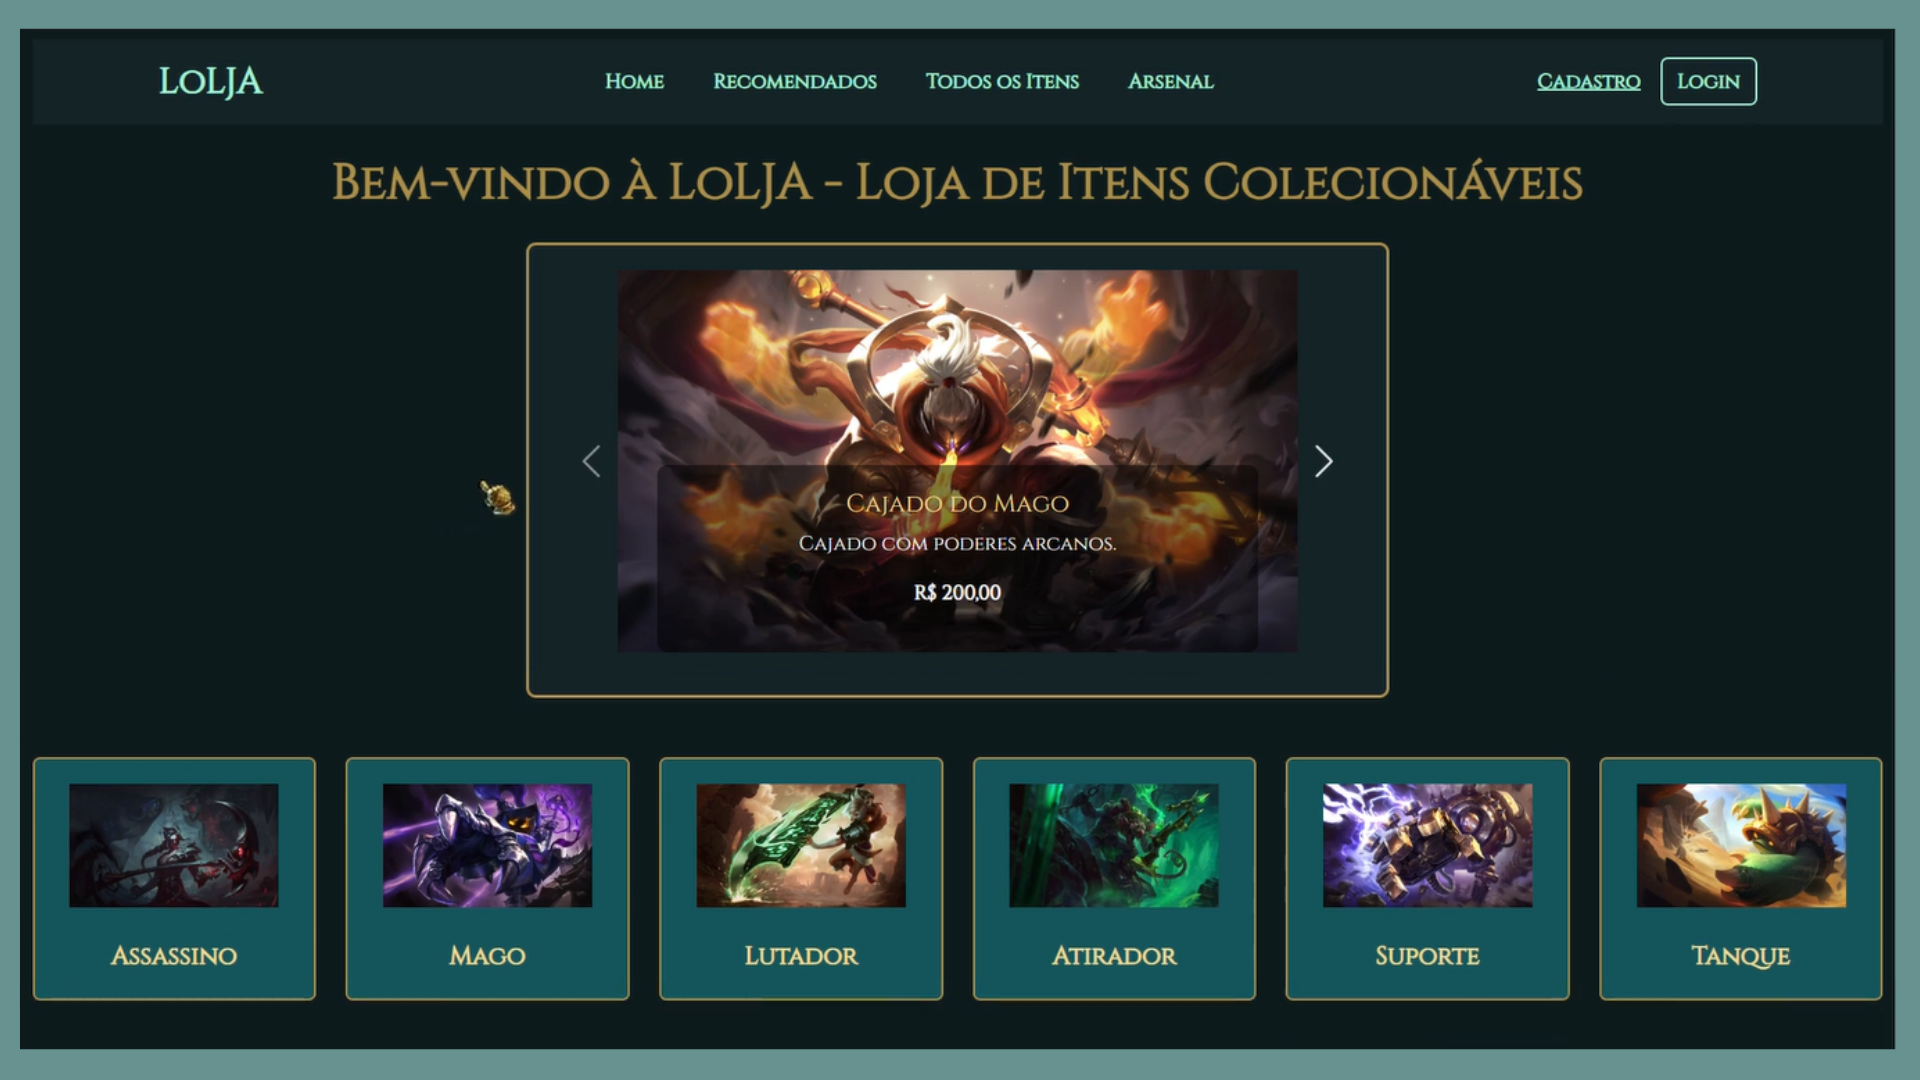 LoLJA
Home
Recomendados
Todos os Itens
Arsenal
Cadastro
Login
Bem-vindo à LoLJA - Loja de Itens Colecionáveis
Cajado do Mago
Cajado com poderes arcanos.
R$ 200,00
Assassino
Mago
Lutador
Atirador
Suporte
Tanque